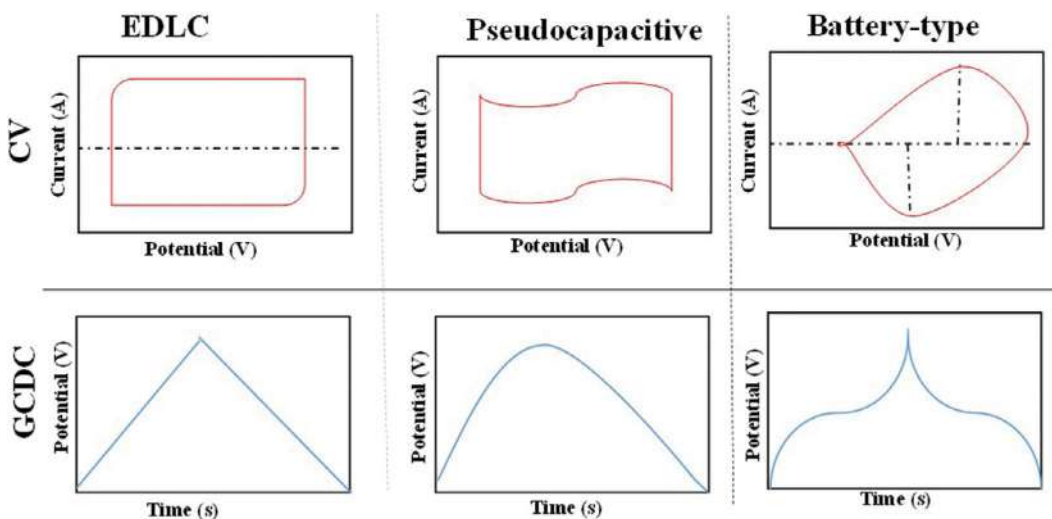 EDLC
Pseudocapacitive
Battery-type
CV
Current (A)
Potential (V)
Current (A)
Potential (V)
Current (A)
Potential (V)
GCDC
Potential (V)
Time (s)
Potential (V)
Time (s)
Potential (V)
Time (s)